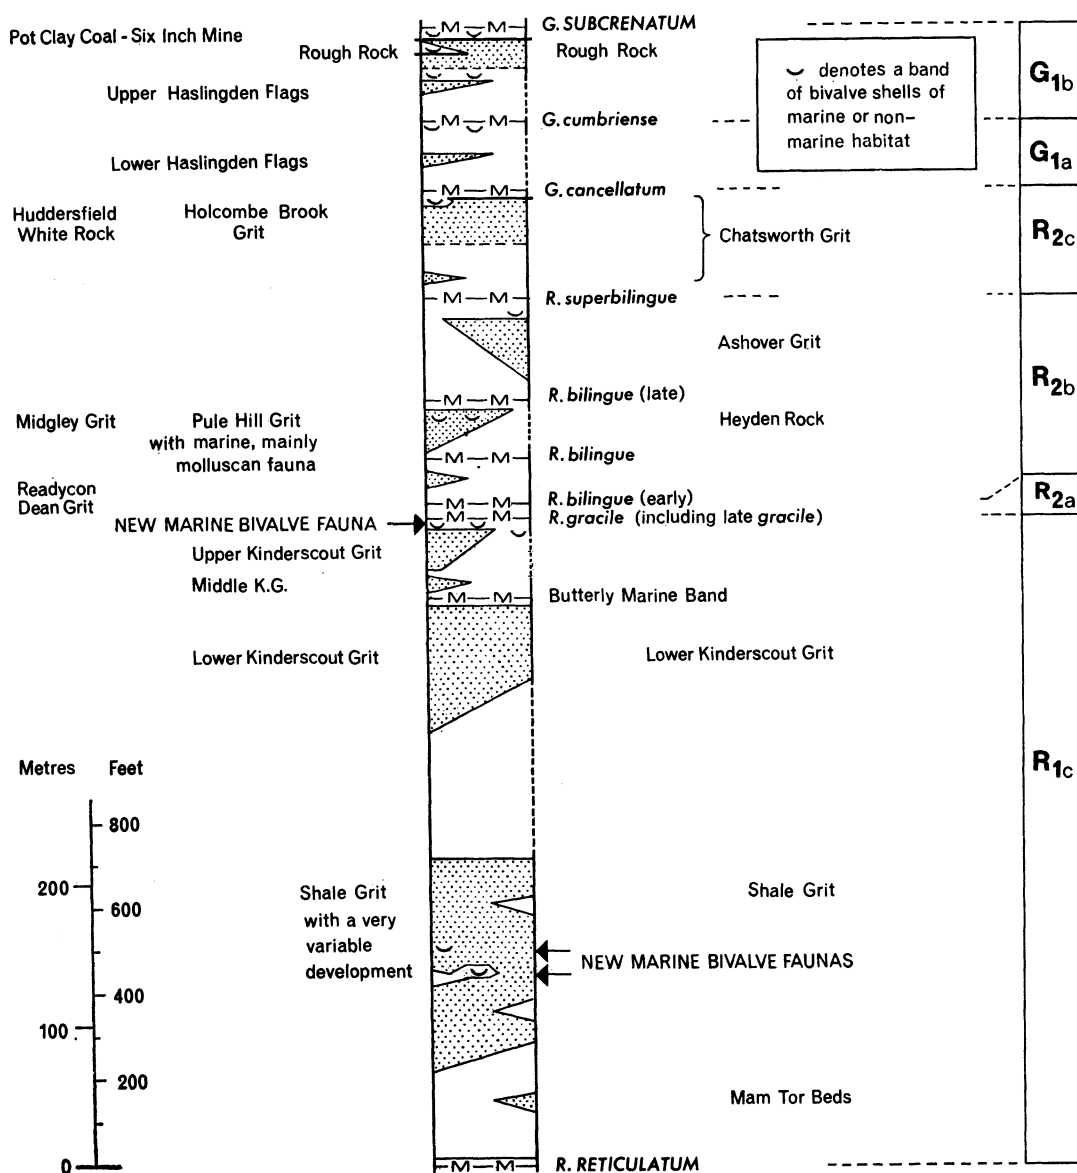 G. SUBCRENATUM
Pot Clay Coal - Six Inch Mine
Rough Rock
Rough Rock
Upper Haslingden Flags
G. cumbriense
Lower Haslingden Flags
G. cancellatum
denotes a band
of bivalve shells of
marine or non-
marine habitat
G1b
G1a
Huddersfield
White Rock
Holcombe Brook
Grit
Chatsworth Grit
R2c
R. superbilingue
Ashover Grit
R2b
R. bilingue (late)
Midgley Grit
Pule Hill Grit
with marine, mainly
molluscan fauna
Heyden Rock
R. bilingue
Readycon
Dean Grit
R. bilingue (early)
R2a
R. gracile (including late gracile)
NEW MARINE BIVALVE FAUNA
Upper Kinderscout Grit
Middle K.G.
Butterly Marine Band
Lower Kinderscout Grit
Lower Kinderscout Grit
R1c
Metres Feet
800
200
600
400
100
200
0
Shale Grit
with a very
variable
development
Shale Grit
NEW MARINE BIVALVE FAUNAS
Mam Tor Beds
R. RETICULATUM
M M
M M
M M
M M
M M
M M
M M
M M
M M
M M